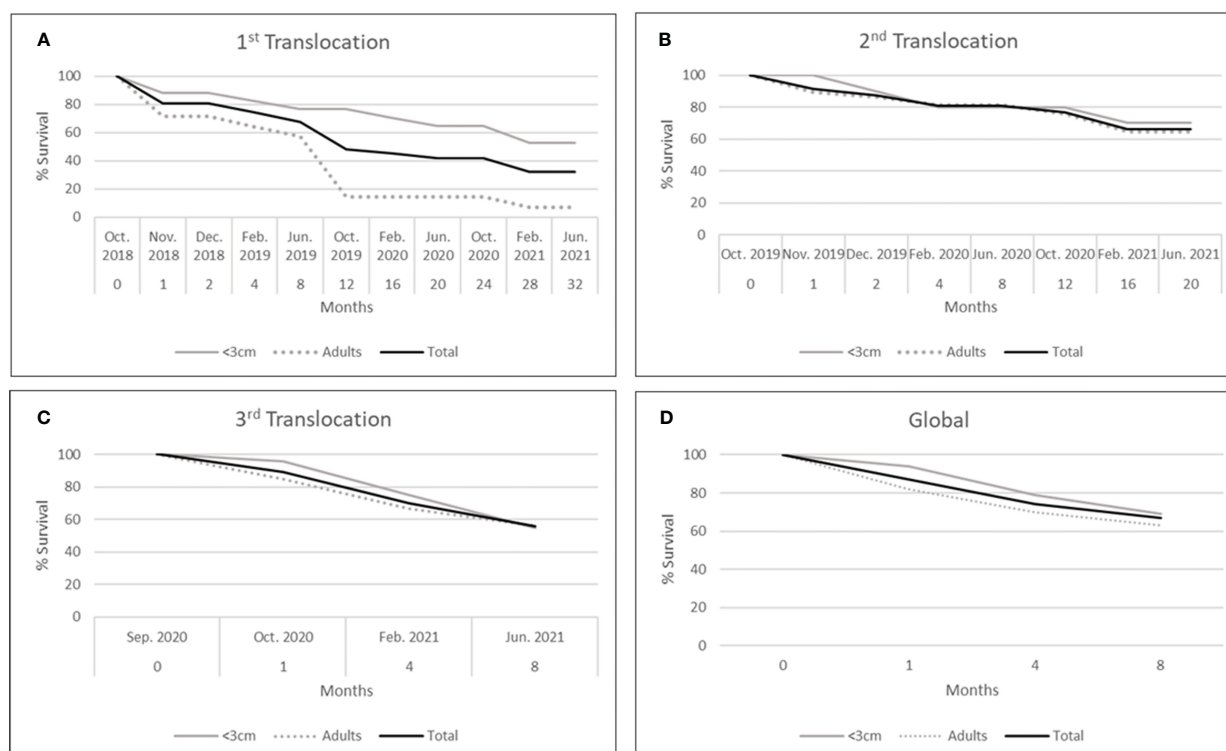 A
1st Translocation
100
80
60
40
20
0
% Survival
Oct. Nov. Dec. Feb. Jun. Oct. Feb. Jun. Oct. Feb. Jun.
2018 2018 2018 2019 2019 2019 2020 2020 2020 2021 2021
0 1 2 4 8 12 16 20 24 28 32
Months
<3cm Adults Total
B
2nd Translocation
100
80
60
40
20
0
% Survival
Oct. 2019 Nov. 2019 Dec. 2019 Feb. 2020 Jun. 2020 Oct. 2020 Feb. 2021 Jun. 2021
0 1 2 4 8 12 16 20
Months
<3cm Adults Total
C
3rd Translocation
100
80
60
40
20
0
% Survival
Sep. 2020 Oct. 2020 Feb. 2021 Jun. 2021
0 1 4 8
Months
<3cm Adults Total
D
Global
100
80
60
40
20
0
% Survival
0 1 4 8
Months
<3cm Adults Total